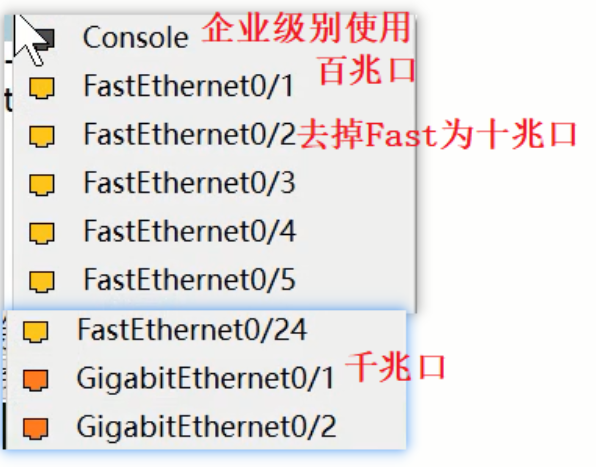 Console 企业级别使用
FastEthernet0/1 百兆口
FastEthernet0/2去掉Fast为十兆口
FastEthernet0/3
FastEthernet0/4
FastEthernet0/5
FastEthernet0/24
GigabitEthernet0/1 千兆口
GigabitEthernet0/2